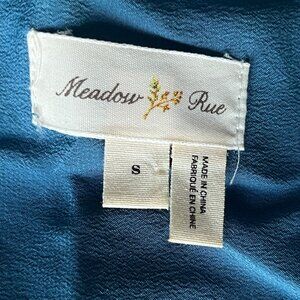 Meadow Rue
S
MADE IN CHINA
FABRIQUÉ EN CHINE